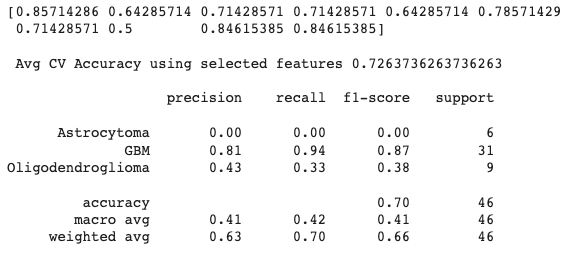 [0.85714286 0.64285714 0.71428571 0.71428571 0.64285714 0.78571429
0.71428571 0.5 0.84615385 0.84615385]
Avg CV Accuracy using selected features 0.7263736263736263
precision recall f1-score support
Astrocytoma 0.00 0.00 0.00 6
GBM 0.81 0.94 0.87 31
Oligodendroglioma 0.43 0.33 0.38 9
accuracy 0.70 46
macro avg 0.41 0.42 0.41 46
weighted avg 0.63 0.70 0.66 46